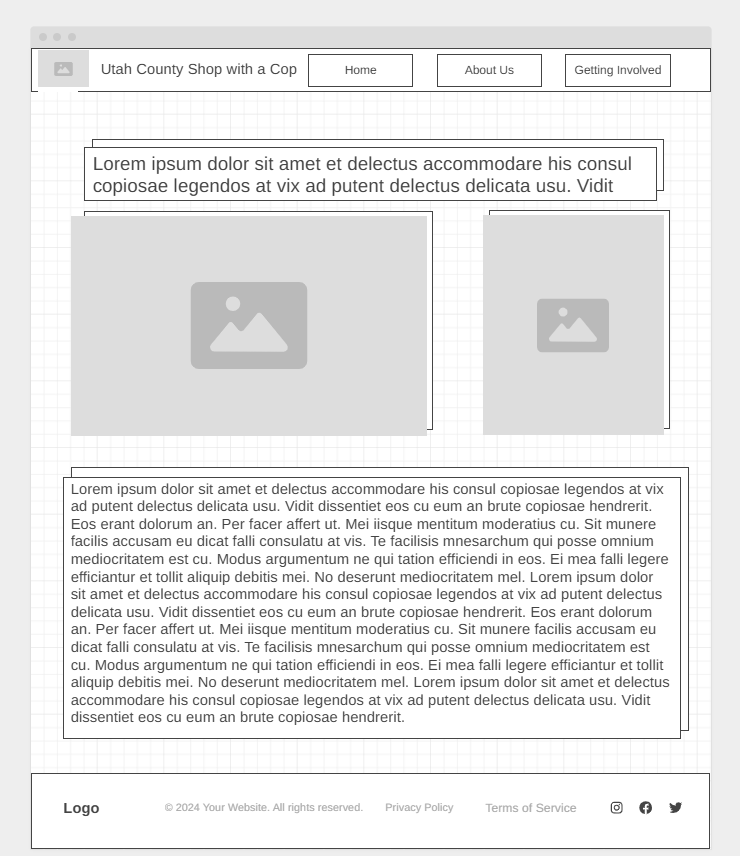 Utah County Shop with a Cop
Home
About Us
Getting Involved
Lorem ipsum dolor sit amet et delectus accommodare his consul
copiosae legendos at vix ad putent delectus delicata usu. Vidit
Lorem ipsum dolor sit amet et delectus accommodare his consul copiosae legendos at vix
ad putent delectus delicata usu. Vidit dissentiet eos cu eum an brute copiosae hendrerit.
Eos erant dolorum an. Per facer affert ut. Mei iisque mentitum moderatius cu. Sit munere
facilis accusam eu dicat falli consulatu at vis. Te facilisis mnesarchum qui posse omnium
mediocritatem est cu. Modus argumentum ne qui tation efficiendi in eos. Ei mea falli legere
efficiantur et tollit aliquip debitis mei. No deserunt mediocritatem mel. Lorem ipsum dolor
sit amet et delectus accommodare his consul copiosae legendos at vix ad putent delectus
delicata usu. Vidit dissentiet eos cu eum an brute copiosae hendrerit. Eos erant dolorum
an. Per facer affert ut. Mei iisque mentitum moderatius cu. Sit munere facilis accusam eu
dicat falli consulatu at vis. Te facilisis mnesarchum qui posse omnium mediocritatem est
cu. Modus argumentum ne qui tation efficiendi in eos. Ei mea falli legere efficiantur et tollit
aliquip debitis mei. No deserunt mediocritatem mel. Lorem ipsum dolor sit amet et delectus
accommodare his consul copiosae legendos at vix ad putent delectus delicata usu. Vidit
dissentiet eos cu eum an brute copiosae hendrerit.
Logo
© 2024 Your Website. All rights reserved.
Privacy Policy
Terms of Service